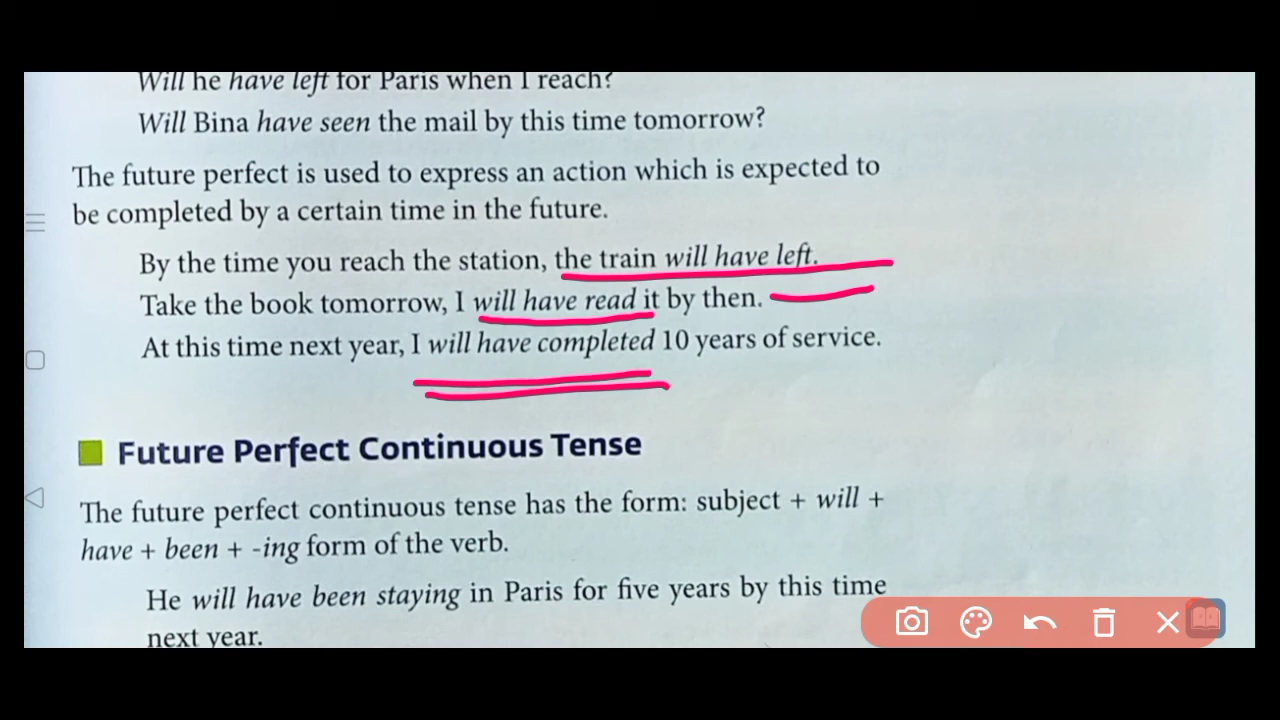 Will he have left for Paris when I reach?
Will Bina have seen the mail by this time tomorrow?
The future perfect is used to express an action which is expected to
be completed by a certain time in the future.
By the time you reach the station, the train will have left.
Take the book tomorrow, I will have read it by then.
At this time next year, I will have completed 10 years of service.
Future Perfect Continuous Tense
The future perfect continuous tense has the form: subject + will +
have + been + -ing form of the verb.
He will have been staying in Paris for five years by this time
next year.